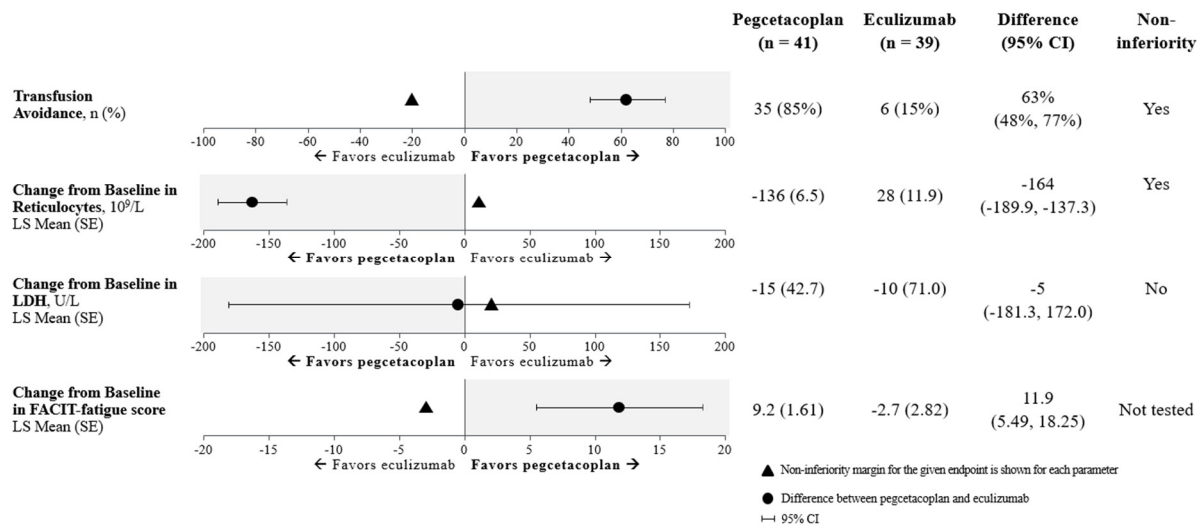 Pegcetacoplan Eculizumab Difference Non-
(n = 41) (n = 39) (95% CI) inferiority
Transfusion
Avoidance, n (%)
35 (85%) 6 (15%) 63%
(48%, 77%)
Yes
-100 -80 -60 -40 -20 0 20 40 60 80 100
← Favors eculizumab Favors pegcetacoplan →
Change from Baseline in
Reticulocytes, 10⁹/L
LS Mean (SE)
-136 (6.5) 28 (11.9) -164
(-189.9, -137.3)
Yes
-200 -150 -100 -50 0 50 100 150 200
← Favors pegcetacoplan Favors eculizumab →
Change from Baseline in
LDH, U/L
LS Mean (SE)
-15 (42.7) -10 (71.0) -5
(-181.3, 172.0)
No
-200 -150 -100 -50 0 50 100 150 200
← Favors pegcetacoplan Favors eculizumab →
Change from Baseline
in FACIT-fatigue score
LS Mean (SE)
9.2 (1.61) -2.7 (2.82) 11.9
(5.49, 18.25)
Not tested
-20 -15 -10 -5 0 5 10 15 20
← Favors eculizumab Favors pegcetacoplan →
▲ Non-inferiority margin for the given endpoint is shown for each parameter
● Difference between pegcetacoplan and eculizumab
95% CI